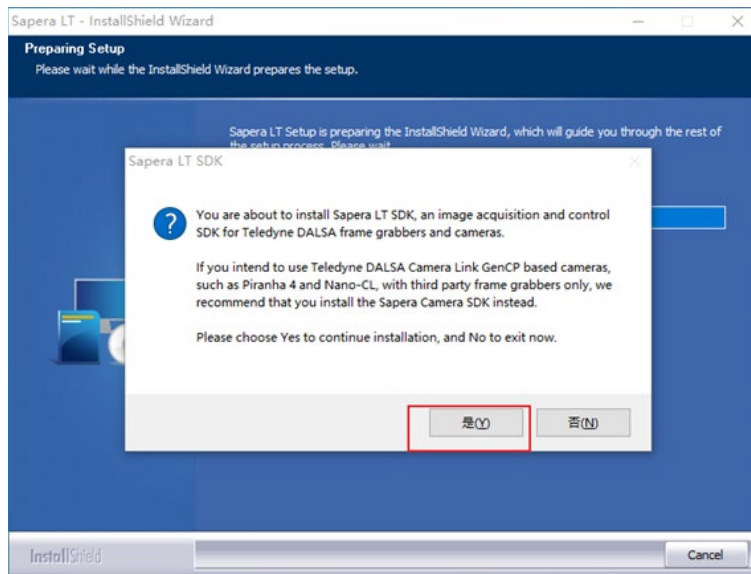 Sapera LT - InstallShield Wizard
Preparing Setup
Please wait while the InstallShield Wizard prepares the setup.
Sapera LT Setup is preparing the InstallShield Wizard, which will guide you through the rest of
the setup process. Please wait.
Sapera LT SDK
You are about to install Sapera LT SDK, an image acquisition and control
SDK for Teledyne DALSA frame grabbers and cameras.
If you intend to use Teledyne DALSA Camera Link GenCP based cameras,
such as Piranha 4 and Nano-CL, with third party frame grabbers only, we
recommend that you install the Sapera Camera SDK instead.
Please choose Yes to continue installation, and No to exit now.
是(Y) 否(N)
InstallShield
Cancel